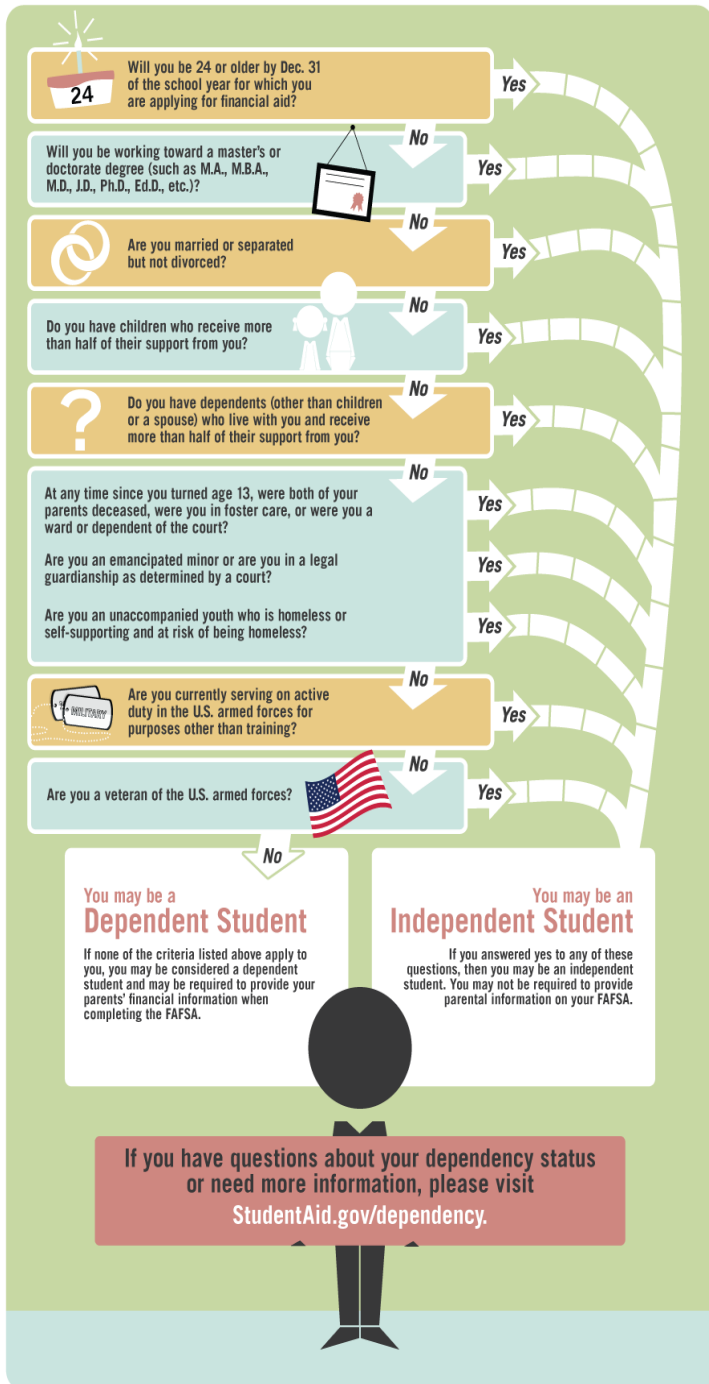 Will you be 24 or older by Dec. 31
of the school year for which you
are applying for financial aid?
24
Yes
No
Will you be working toward a master's or
doctorate degree (such as M.A., M.B.A.,
M.D., J.D., Ph.D., Ed.D., etc.)?
Yes
No
Are you married or separated
but not divorced?
Yes
No
Do you have children who receive more
than half of their support from you?
Yes
No
Do you have dependents (other than children
or a spouse) who live with you and receive
more than half of their support from you?
Yes
No
At any time since you turned age 13, were both of your
parents deceased, were you in foster care, or were you a
ward or dependent of the court?
Yes
Are you an emancipated minor or are you in a legal
guardianship as determined by a court?
Yes
Are you an unaccompanied youth who is homeless or
self-supporting and at risk of being homeless?
Yes
No
MILITARY
Are you currently serving on active
duty in the U.S. armed forces for
purposes other than training?
Yes
No
Are you a veteran of the U.S. armed forces?
Yes
No
You may be a
Dependent Student
If none of the criteria listed above apply to
you, you may be considered a dependent
student and may be required to provide your
parents' financial information when
completing the FAFSA.
You may be an
Independent Student
If you answered yes to any of these
questions, then you may be an independent
student. You may not be required to provide
parental information on your FAFSA.
If you have questions about your dependency status
or need more information, please visit
StudentAid.gov/dependency.